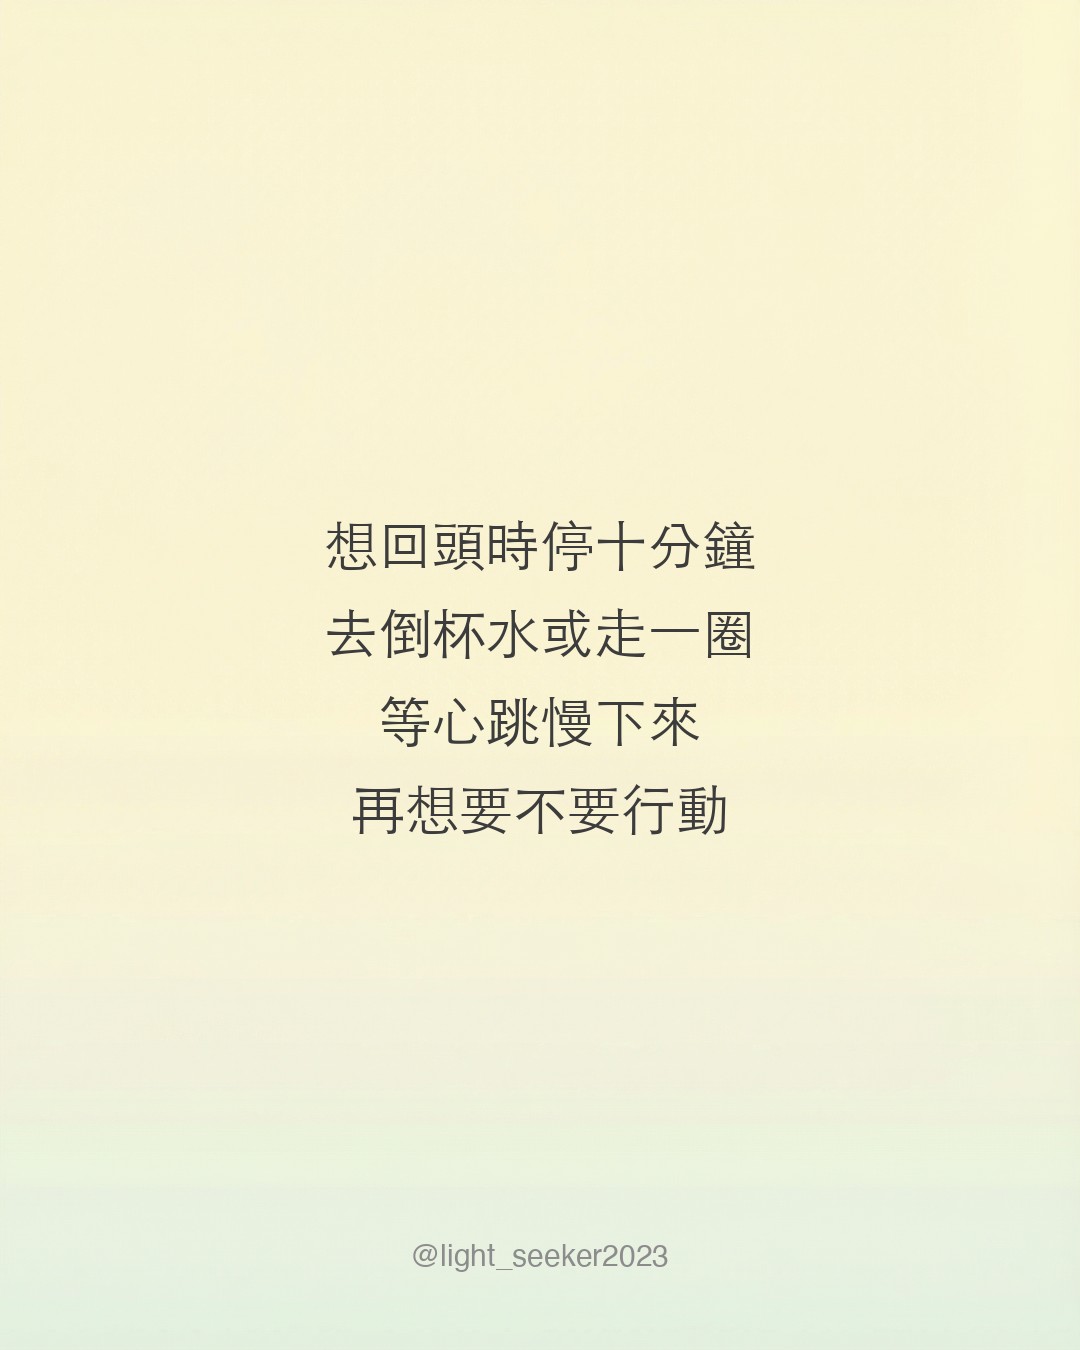 想回頭時停十分鐘
去倒杯水或走一圈
等心跳慢下來
再想要不要行動
@light_seeker2023